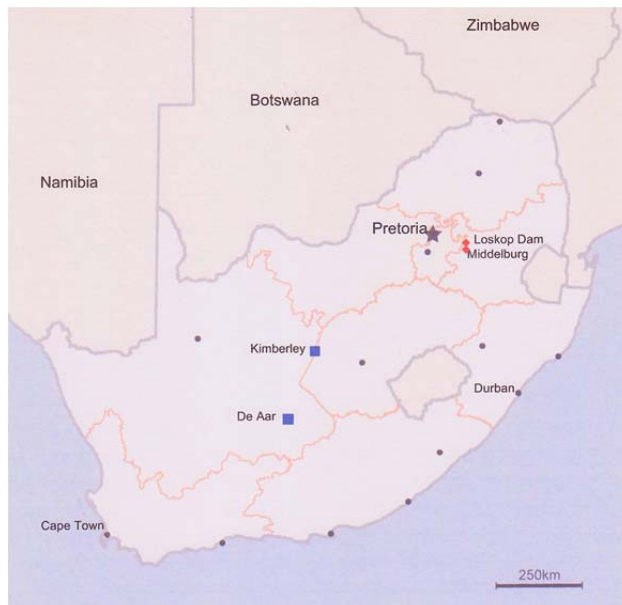 Zimbabwe
Botswana
Namibia
Pretoria
Loskop Dam
Middelburg
Kimberley
Durban
De Aar
Cape Town
250km